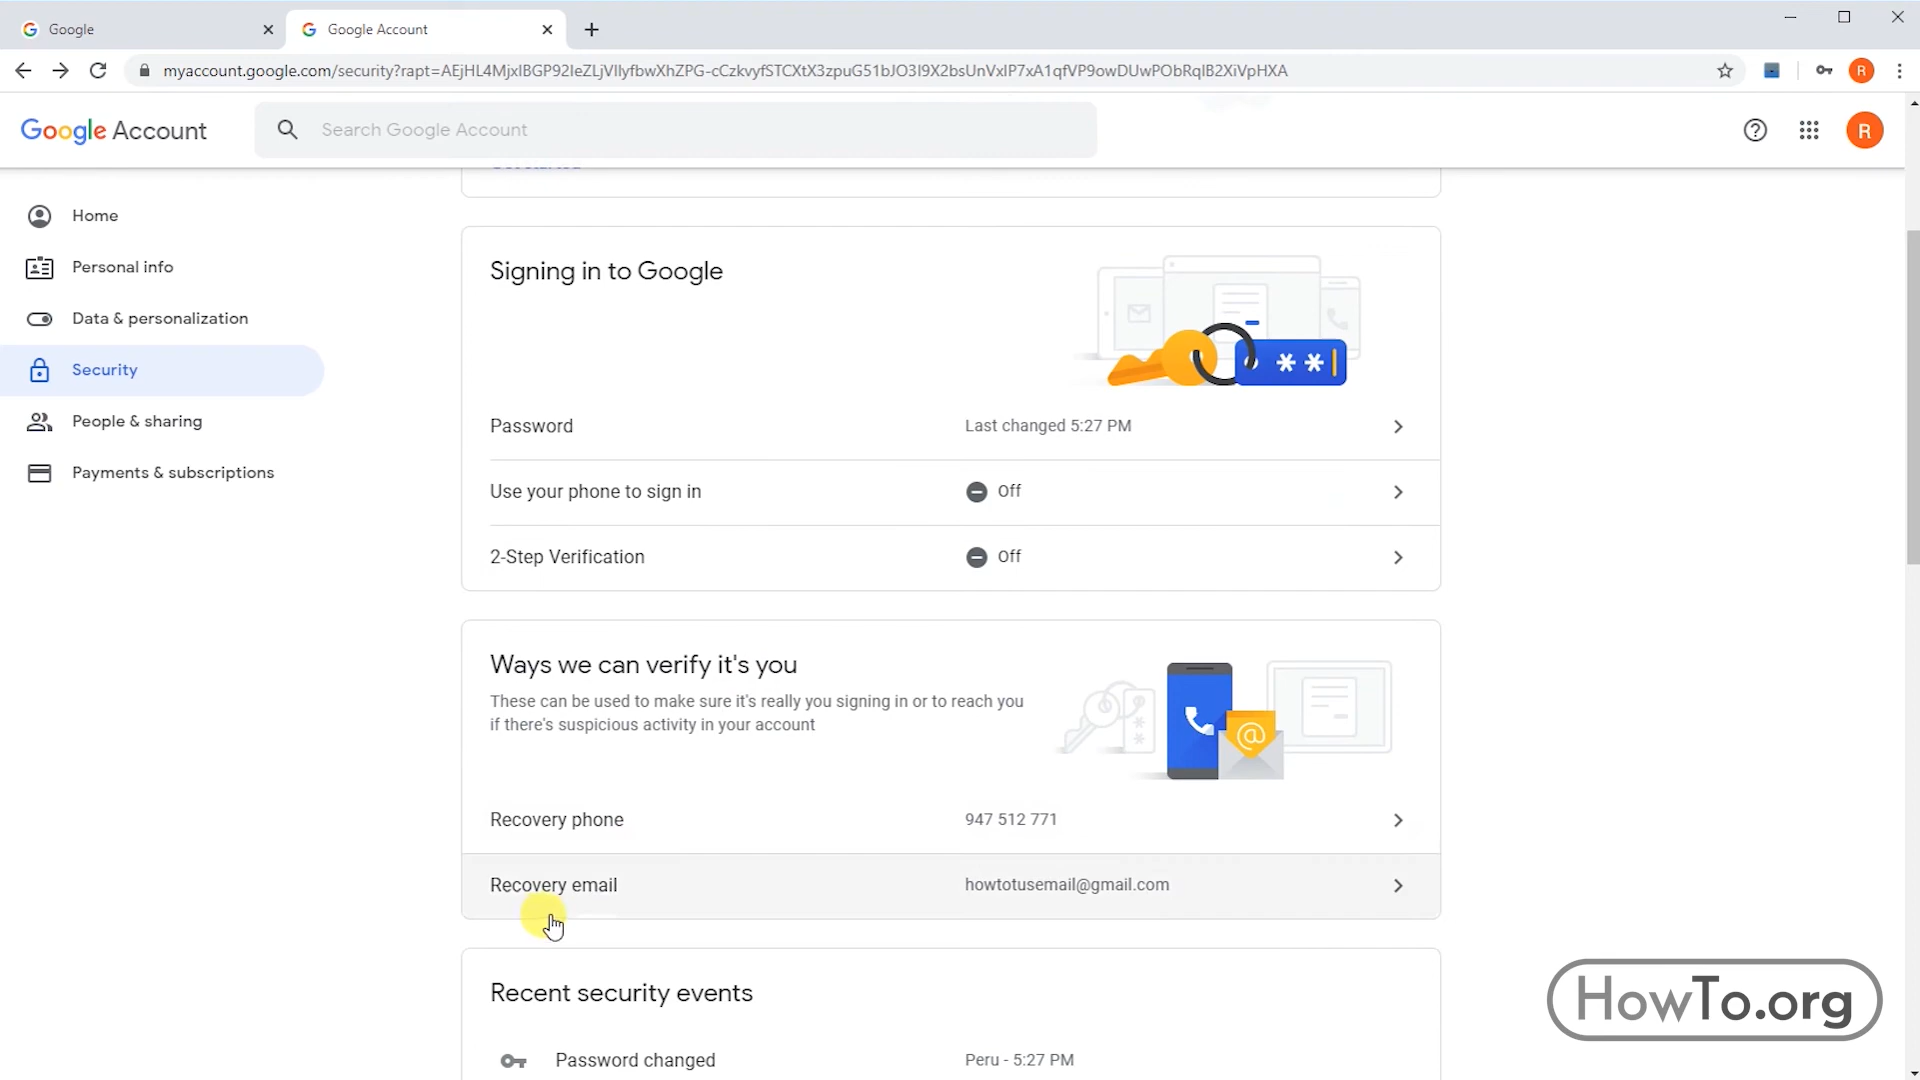 Google
Google Account
myaccount.google.com/security?rapt=AEjHL4MjxlBGP92IeZLjVllyfbwXhZPG-cCzkvyfSTCXtX3zpuG51bJO3I9X2bsUnVxIP7xA1qfVP9owDUwPObRqIB2XiVpHXA
R
Google Account
Search Google Account
R
Home
Personal info
Data & personalization
Security
People & sharing
Payments & subscriptions
Signing in to Google
**
Password
Last changed 5:27 PM
Use your phone to sign in
Off
2-Step Verification
Off
Ways we can verify it's you
These can be used to make sure it's really you signing in or to reach you
if there's suspicious activity in your account
@
Recovery phone
947 512 771
Recovery email
howtotusemail@gmail.com
Recent security events
Password changed
Peru - 5:27 PM
HowTo.org